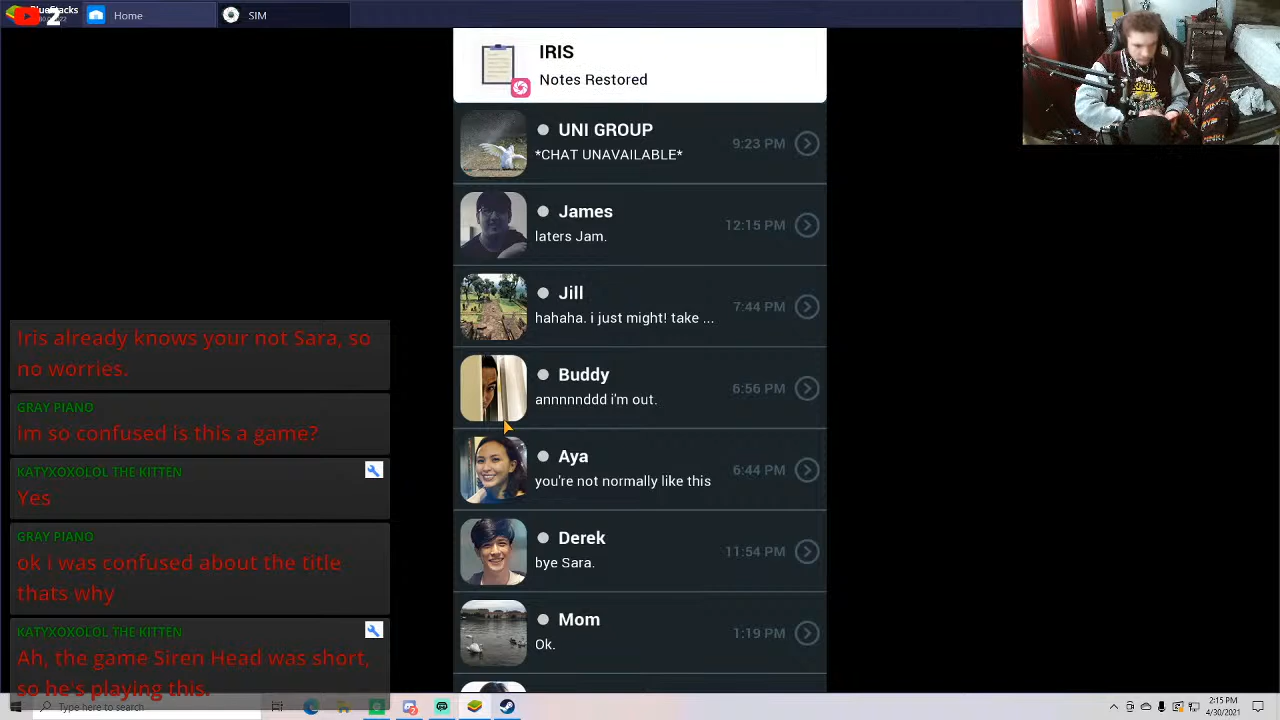 BlueStacks
2
Home
SIM
IRIS
Notes Restored
UNI GROUP
*CHAT UNAVAILABLE*
9:23 PM
James
laters Jam.
12:15 PM
Jill
hahaha. i just might! take ...
7:44 PM
Buddy
annnnnddd i'm out.
6:56 PM
Aya
you're not normally like this
6:44 PM
Derek
bye Sara.
11:54 PM
Mom
Ok.
1:19 PM
Iris already knows your not Sara, so
no worries.
GRAY PIANO
im so confused is this a game?
KATYXOXOLOL THE KITTEN
Yes
GRAY PIANO
ok i was confused about the title
thats why
KATYXOXOLOL THE KITTEN
Ah, the game Siren Head was short,
so he's playing this.
Type here to search
2:15 PM
4/30/2021